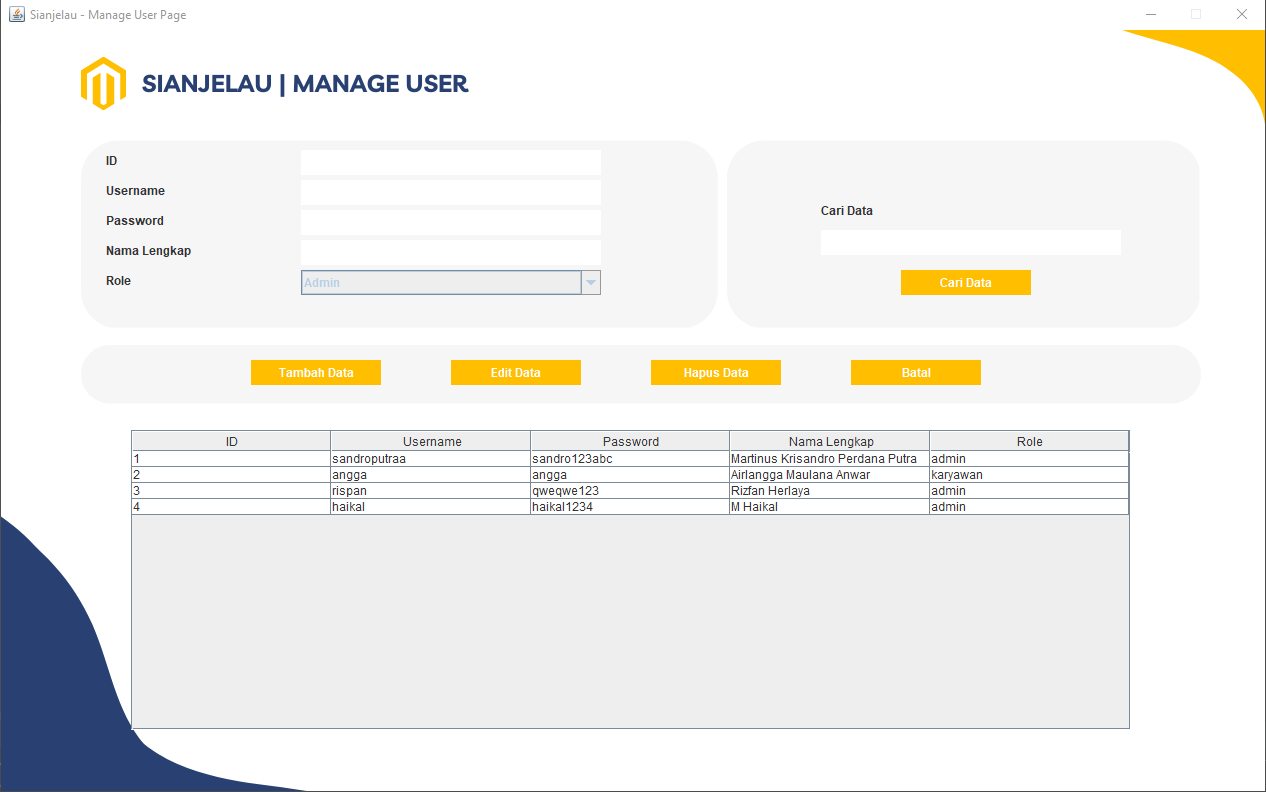 Sianjelau - Manage User Page
SIANJELAU | MANAGE USER
ID
Username
Password
Nama Lengkap
Role
Admin
Cari Data
Cari Data
Tambah Data Edit Data Hapus Data Batal
ID Username Password Nama Lengkap Role
1 sandroputraa sandro123abc Martinus Krisandro Perdana Putra admin
2 angga angga Airlangga Maulana Anwar karyawan
3 rispan qweqwe123 Rizfan Herlaya admin
4 haikal haikal1234 M Haikal admin